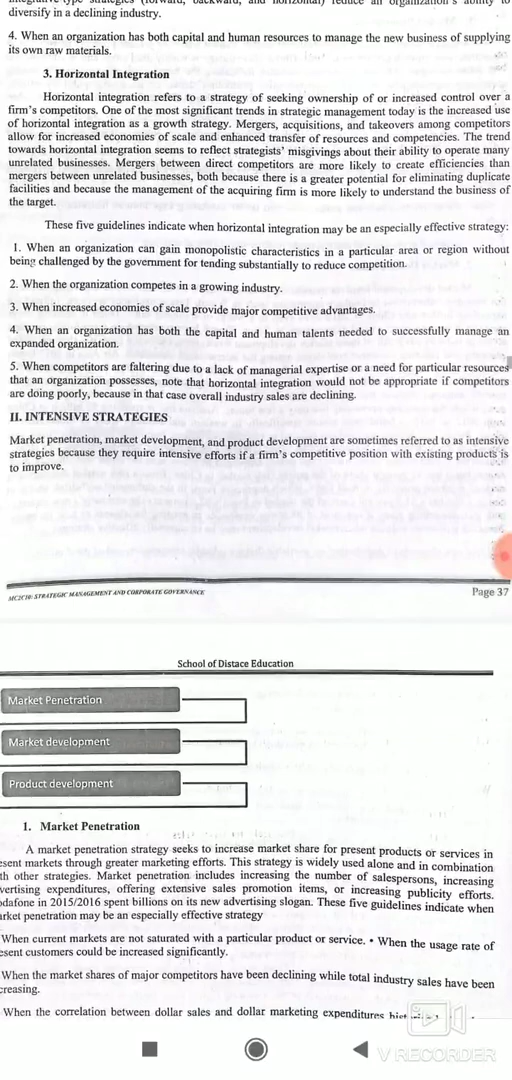 integrative-type strategies (forward, backward, and horizontal) reduce an organization's ability to
diversify in a declining industry.
4. When an organization has both capital and human resources to manage the new business of supplying
its own raw materials.
3. Horizontal Integration
Horizontal integration refers to a strategy of seeking ownership of or increased control over a
firm's competitors. One of the most significant trends in strategic management today is the increased use
of horizontal integration as a growth strategy. Mergers, acquisitions, and takeovers among competitors
allow for increased economies of scale and enhanced transfer of resources and competencies. The trend
towards horizontal integration seems to reflect strategists' misgivings about their ability to operate many
unrelated businesses. Mergers between direct competitors are more likely to create efficiencies than
mergers between unrelated businesses, both because there is a greater potential for eliminating duplicate
facilities and because the management of the acquiring firm is more likely to understand the business of
the target.
These five guidelines indicate when horizontal integration may be an especially effective strategy:
1. When an organization can gain monopolistic characteristics in a particular area or region without
being challenged by the government for tending substantially to reduce competition.
2. When the organization competes in a growing industry.
3. When increased economies of scale provide major competitive advantages.
4. When an organization has both the capital and human talents needed to successfully manage an
expanded organization.
5. When competitors are faltering due to a lack of managerial expertise or a need for particular resources
that an organization possesses, note that horizontal integration would not be appropriate if competitors
are doing poorly, because in that case overall industry sales are declining.
II. INTENSIVE STRATEGIES
Market penetration, market development, and product development are sometimes referred to as intensive
strategies because they require intensive efforts if a firm's competitive position with existing products is
to improve.
MC2C10: STRATEGIC MANAGEMENT AND CORPORATE GOVERNANCE Page 37
School of Distace Education
Market Penetration
Market development
Product development
1. Market Penetration
A market penetration strategy seeks to increase market share for present products or services in
esent markets through greater marketing efforts. This strategy is widely used alone and in combination
th other strategies. Market penetration includes increasing the number of salespersons, increasing
vertising expenditures, offering extensive sales promotion items, or increasing publicity efforts.
odafone in 2015/2016 spent billions on its new advertising slogan. These five guidelines indicate when
arket penetration may be an especially effective strategy
When current markets are not saturated with a particular product or service. • When the usage rate of
esent customers could be increased significantly.
When the market shares of major competitors have been declining while total industry sales have been
creasing.
When the correlation between dollar sales and dollar marketing expenditures
V RECORDER